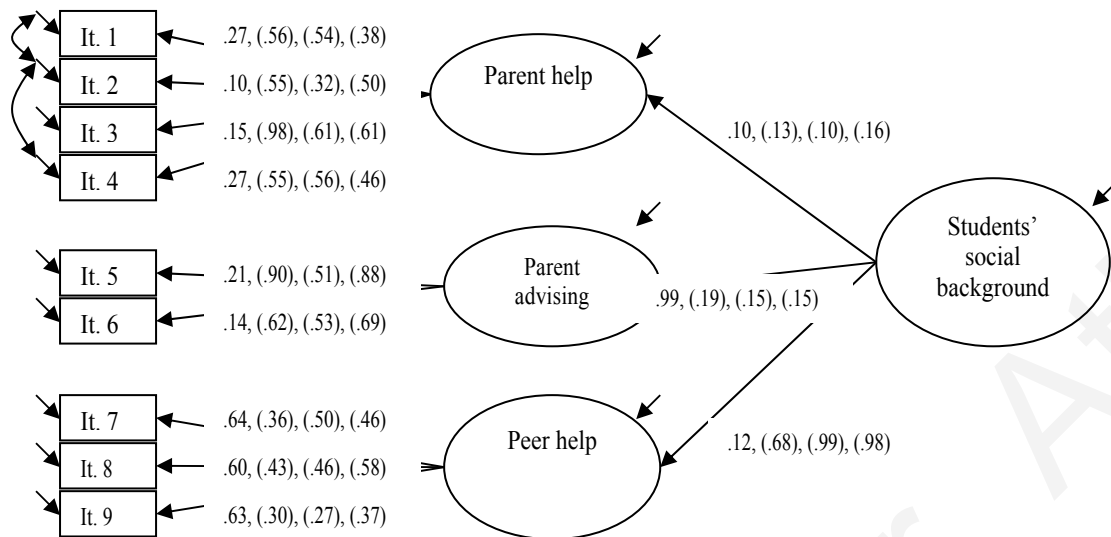 It. 1
.27, (.56), (.54), (.38)
It. 2
.10, (.55), (.32), (.50)
It. 3
.15, (.98), (.61), (.61)
It. 4
.27, (.55), (.56), (.46)
Parent help
.10, (.13), (.10), (.16)
It. 5
.21, (.90), (.51), (.88)
It. 6
.14, (.62), (.53), (.69)
Parent
advising
.99, (.19), (.15), (.15)
Students’
social
background
It. 7
.64, (.36), (.50), (.46)
It. 8
.60, (.43), (.46), (.58)
It. 9
.63, (.30), (.27), (.37)
Peer help
.12, (.68), (.99), (.98)